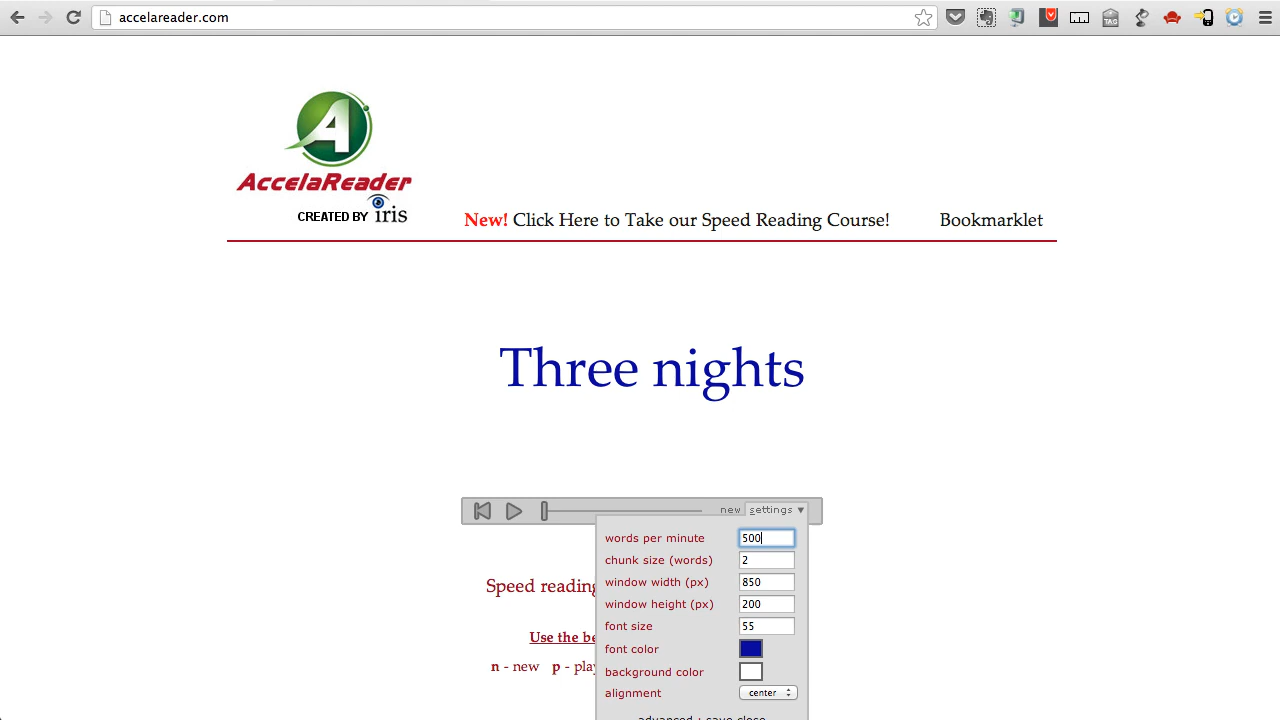 accelareader.com
TAG
A
AccelaReader
CREATED BY iris
New! Click Here to Take our Speed Reading Course! Bookmarklet
Three nights
new settings ▼
words per minute 500
chunk size (words) 2
Speed reading
window width (px) 850
window height (px) 200
font size 55
Use the be
font color
n - new p - play
background color
alignment center
advanced : save close